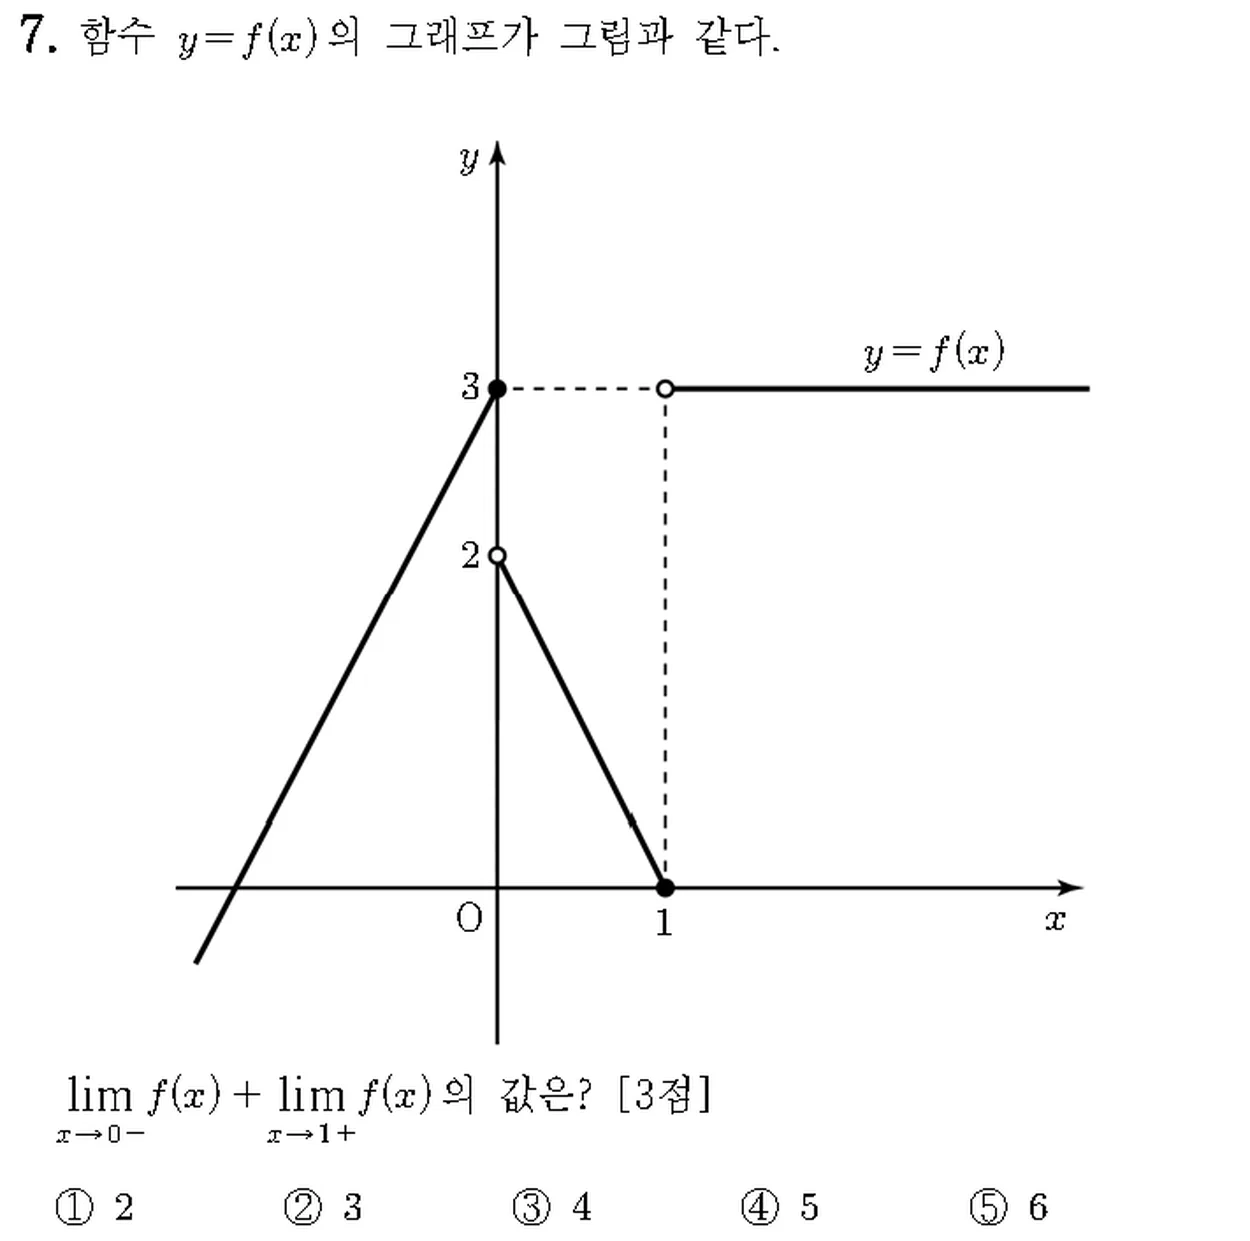 7. 함수 y=f(x)의 그래프가 그림과 같다.
y
y=f(x)
3
2
O
1
x
lim f(x) + lim f(x)의 값은? [3점]
x→0− x→1+
① 2 ② 3 ③ 4 ④ 5 ⑤ 6